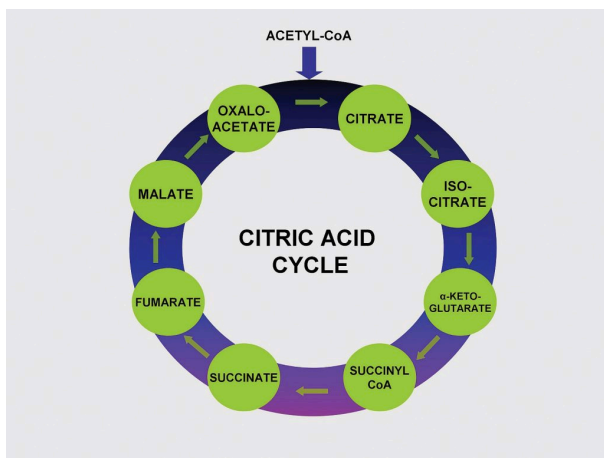 ACETYL-CoA
OXALO-
ACETATE
CITRATE
MALATE
ISO-
CITRATE
CITRIC ACID
CYCLE
FUMARATE
α-KETO-
GLUTARATE
SUCCINATE
SUCCINYL
CoA